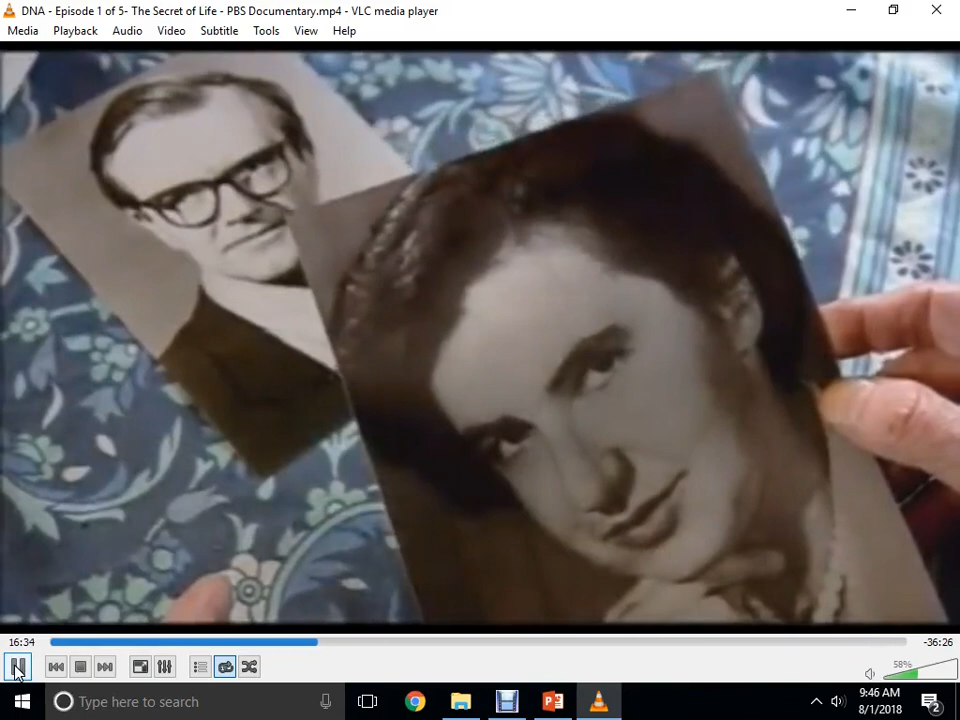 DNA - Episode 1 of 5- The Secret of Life - PBS Documentary.mp4 - VLC media player
Media Playback Audio Video Subtitle Tools View Help
16:34 -36:26
58%
Type here to search
9:46 AM
8/1/2018
2